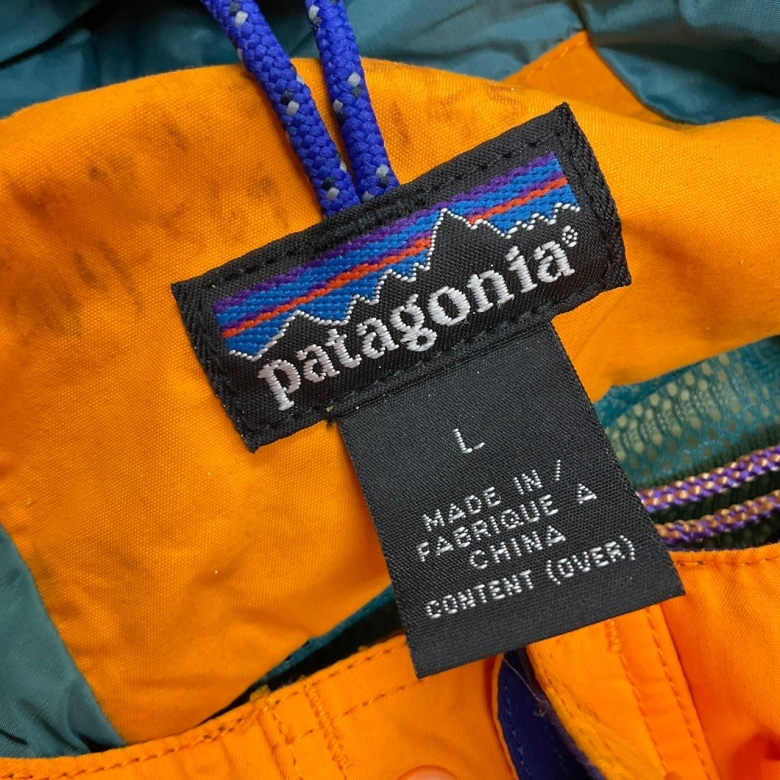 patagonia®
L
MADE IN /
FABRIQUE A
CHINA
CONTENT (OVER)